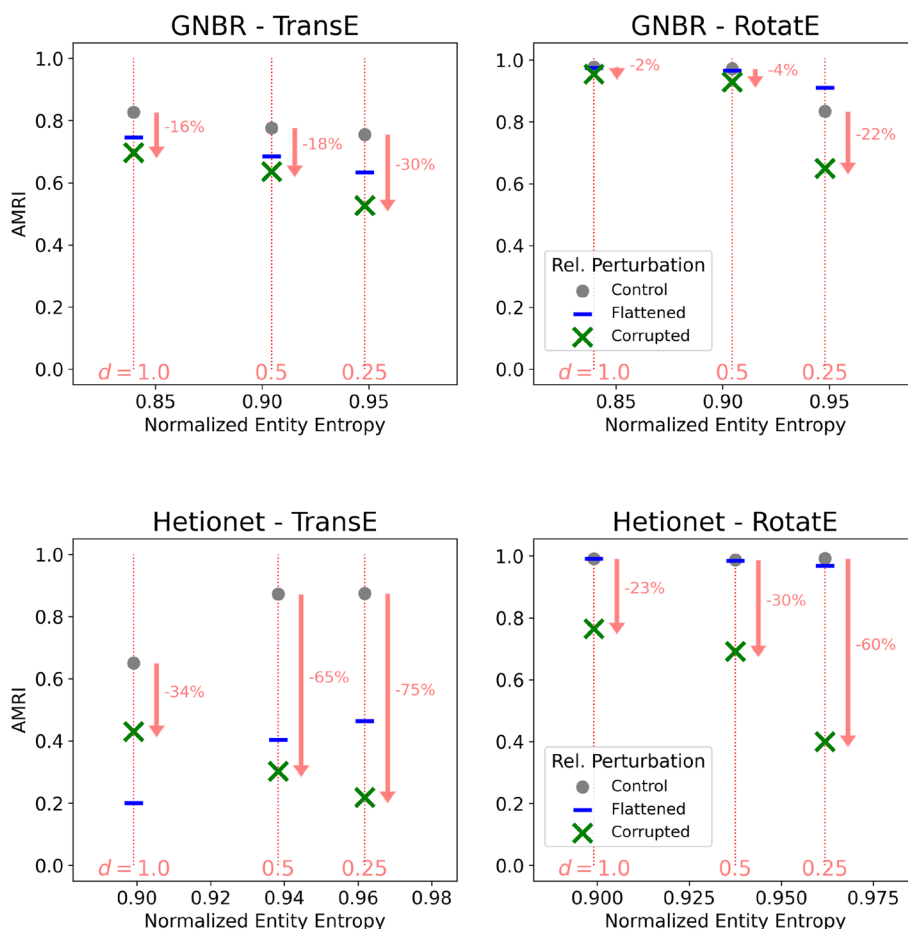 GNBR - TransE
AMRI
1.0
0.8
0.6
0.4
0.2
0.0
-16%
-18%
-30%
d = 1.0
0.5
0.25
0.85
0.90
0.95
Normalized Entity Entropy
GNBR - RotatE
1.0
0.8
0.6
0.4
0.2
0.0
-2%
-4%
-22%
Rel. Perturbation
Control
Flattened
Corrupted
d = 1.0
0.5
0.25
0.85
0.90
0.95
Normalized Entity Entropy
Hetionet - TransE
AMRI
1.0
0.8
0.6
0.4
0.2
0.0
-34%
-65%
-75%
d = 1.0
0.5
0.25
0.90
0.92
0.94
0.96
0.98
Normalized Entity Entropy
Hetionet - RotatE
1.0
0.8
0.6
0.4
0.2
0.0
-23%
-30%
-60%
Rel. Perturbation
Control
Flattened
Corrupted
d = 1.0
0.5
0.25
0.900
0.925
0.950
0.975
Normalized Entity Entropy